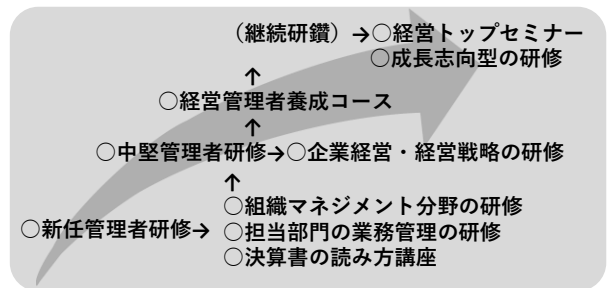 （継続研鑽）→○経営トップセミナー
○成長志向型の研修
↑
○経営管理者養成コース
↑
○中堅管理者研修→○企業経営・経営戦略の研修
↑
○組織マネジメント分野の研修
○新任管理者研修→○担当部門の業務管理の研修
○決算書の読み方講座